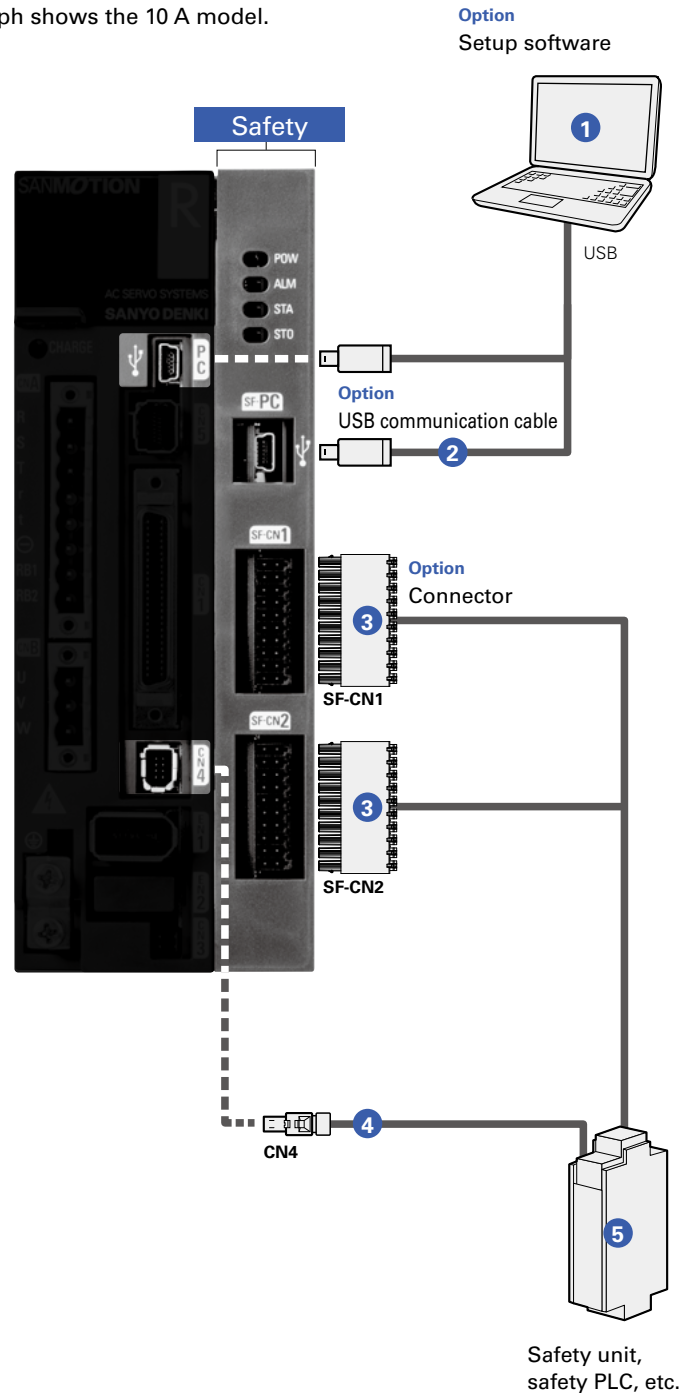 ph shows the 10 A model.
Option
Setup software
1
Safety
USB
SANMOTION
R
AC SERVO SYSTEMS
SANYO DENKI
POW
ALM
STA
STO
CHARGE
PC
Option
USB communication cable
2
SF-PC
SF-CN1
Option
Connector
3
SF-CN1
RB1
RB2
U
V
W
SF-CN2
CN4
3
SF-CN2
4
CN4
5
Safety unit,
safety PLC, etc.